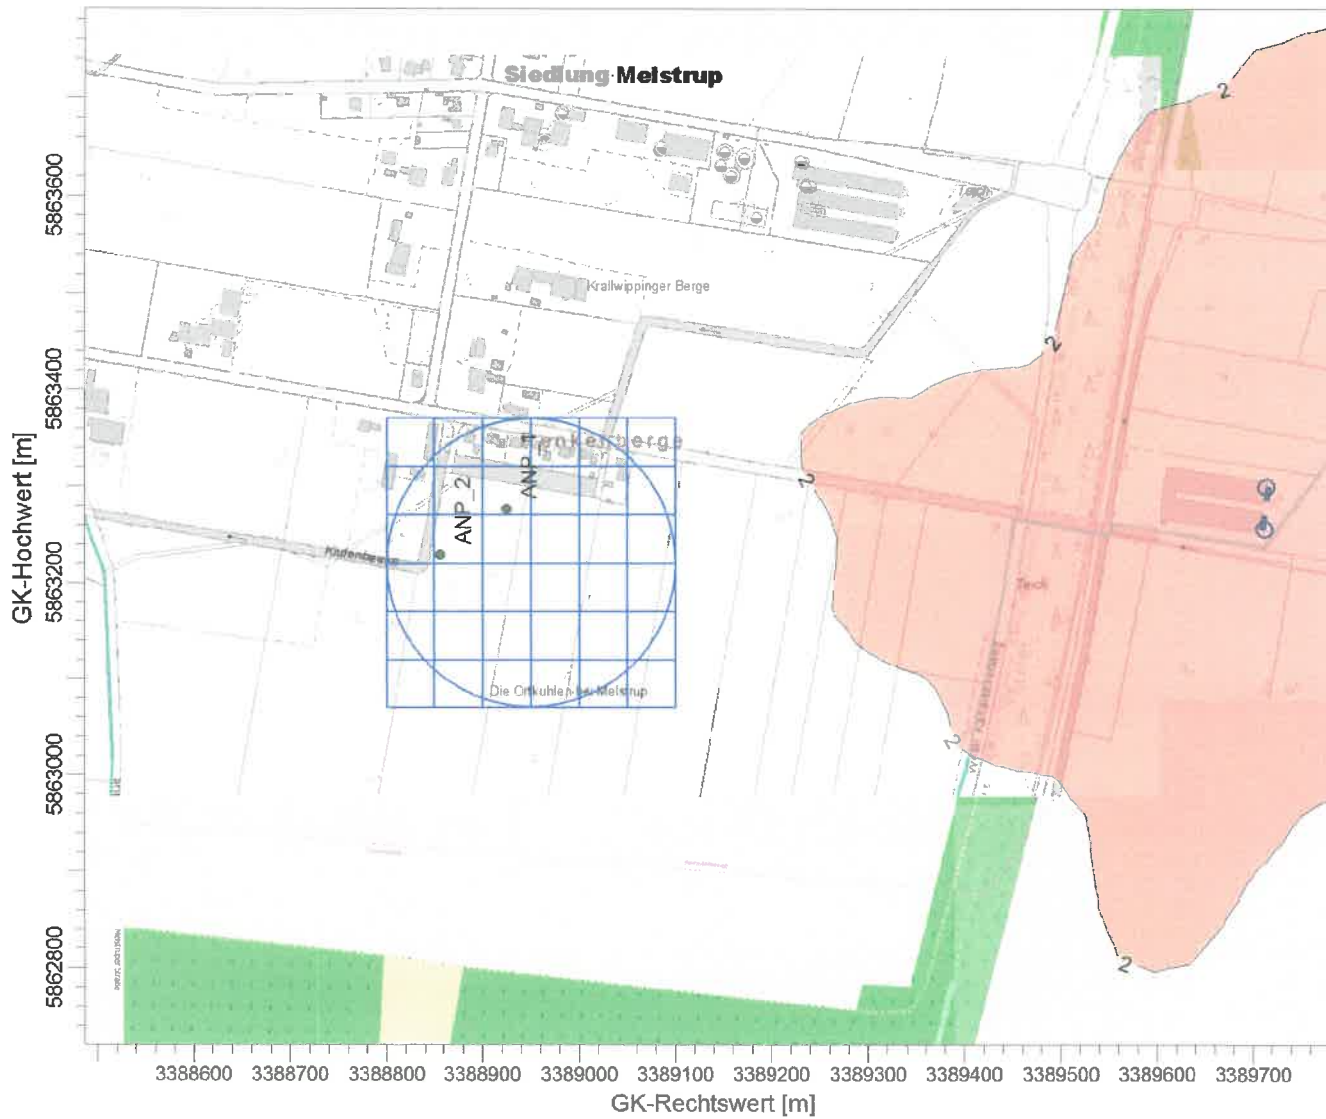 Siedlung Melstrup
Krallwippinger Berge
ANP_1
ANP_2
Die Ortkuhlen bei Melstrup
Teich
2
2
2
2
2
GK-Hochwert [m]
5863600
5863400
5863200
5863000
5862800
3388600 3388700 3388800 3388900 3389000 3389100 3389200 3389300 3389400 3389500 3389600 3389700
GK-Rechtswert [m]